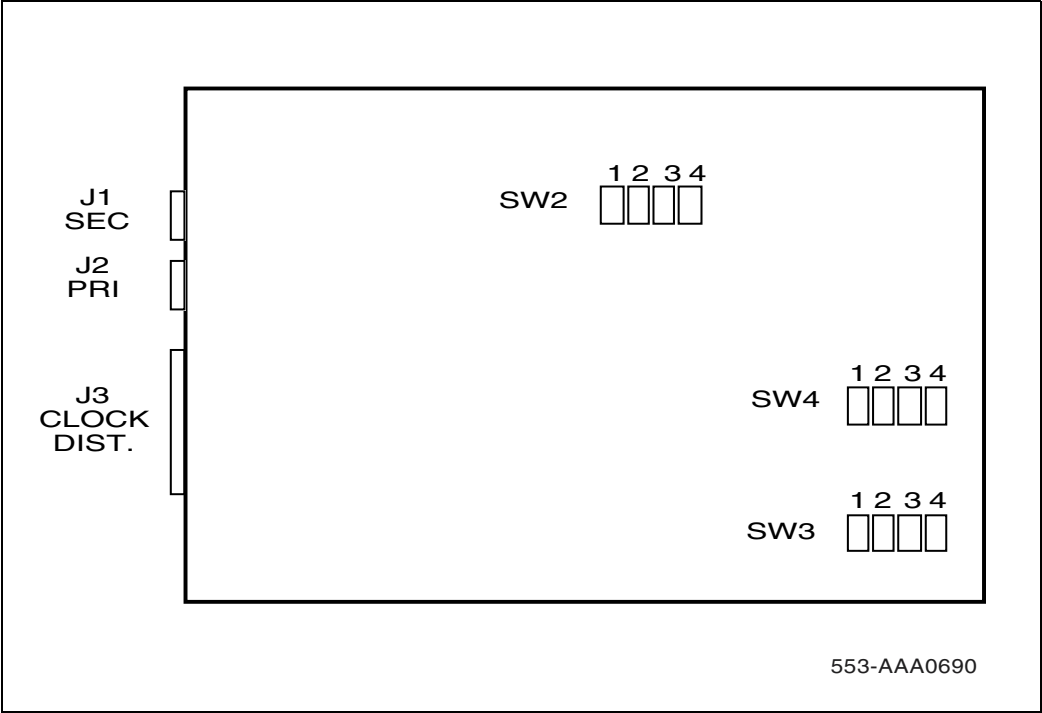 1 2 3 4
SW2
J1
SEC
J2
PRI
J3
CLOCK
DIST.
1 2 3 4
SW4
1 2 3 4
SW3
553-AAA0690